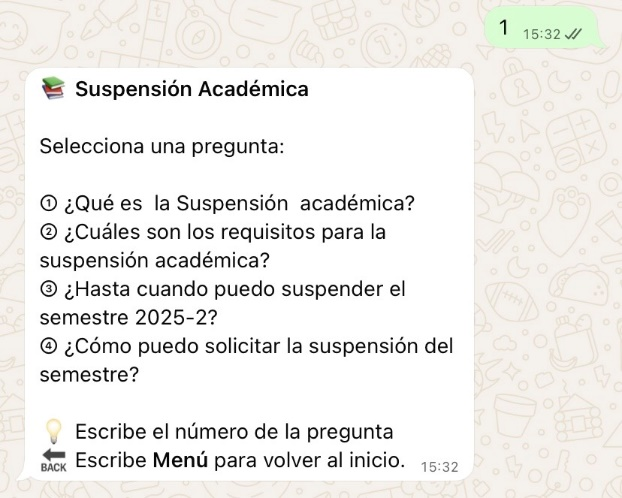 1 15:32
📚 Suspensión Académica
Selecciona una pregunta:
① ¿Qué es  la Suspensión  académica?
② ¿Cuáles son los requisitos para la
suspensión académica?
③ ¿Hasta cuando puedo suspender el
semestre 2025-2?
④ ¿Cómo puedo solicitar la suspensión del
semestre?
💡 Escribe el número de la pregunta
🔙 Escribe Menú para volver al inicio. 15:32